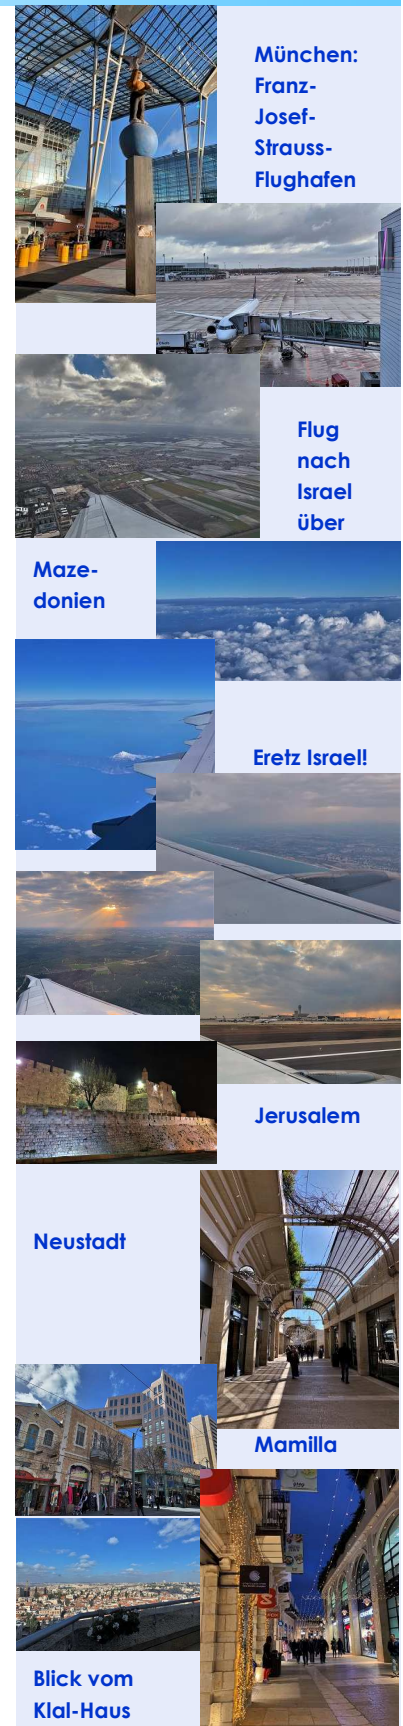 München:
Franz-
Josef-
Strauss-
Flughafen
Flug
nach
Israel
über
Maze-
donien
Eretz Israel!
Jerusalem
Neustadt
Mamilla
Blick vom
Klal-Haus